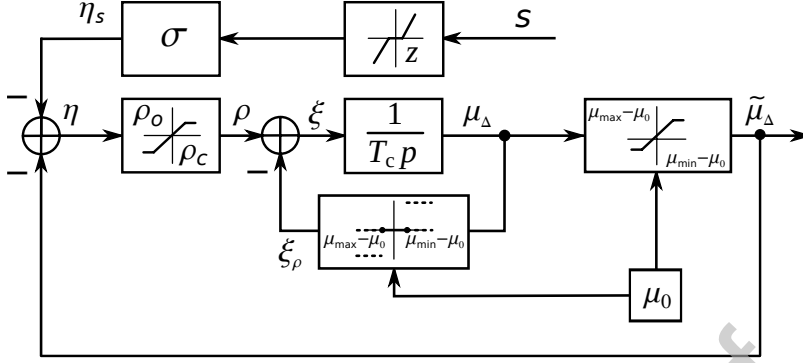 η_s
σ
z
s
−
η
ρ_o
ρ_c
ρ
ξ
1
T_c p
μ_Δ
μ_max−μ_0
μ_min−μ_0
μ̃_Δ
−
−
ξ_ρ
μ_max−μ_0
μ_min−μ_0
μ_0